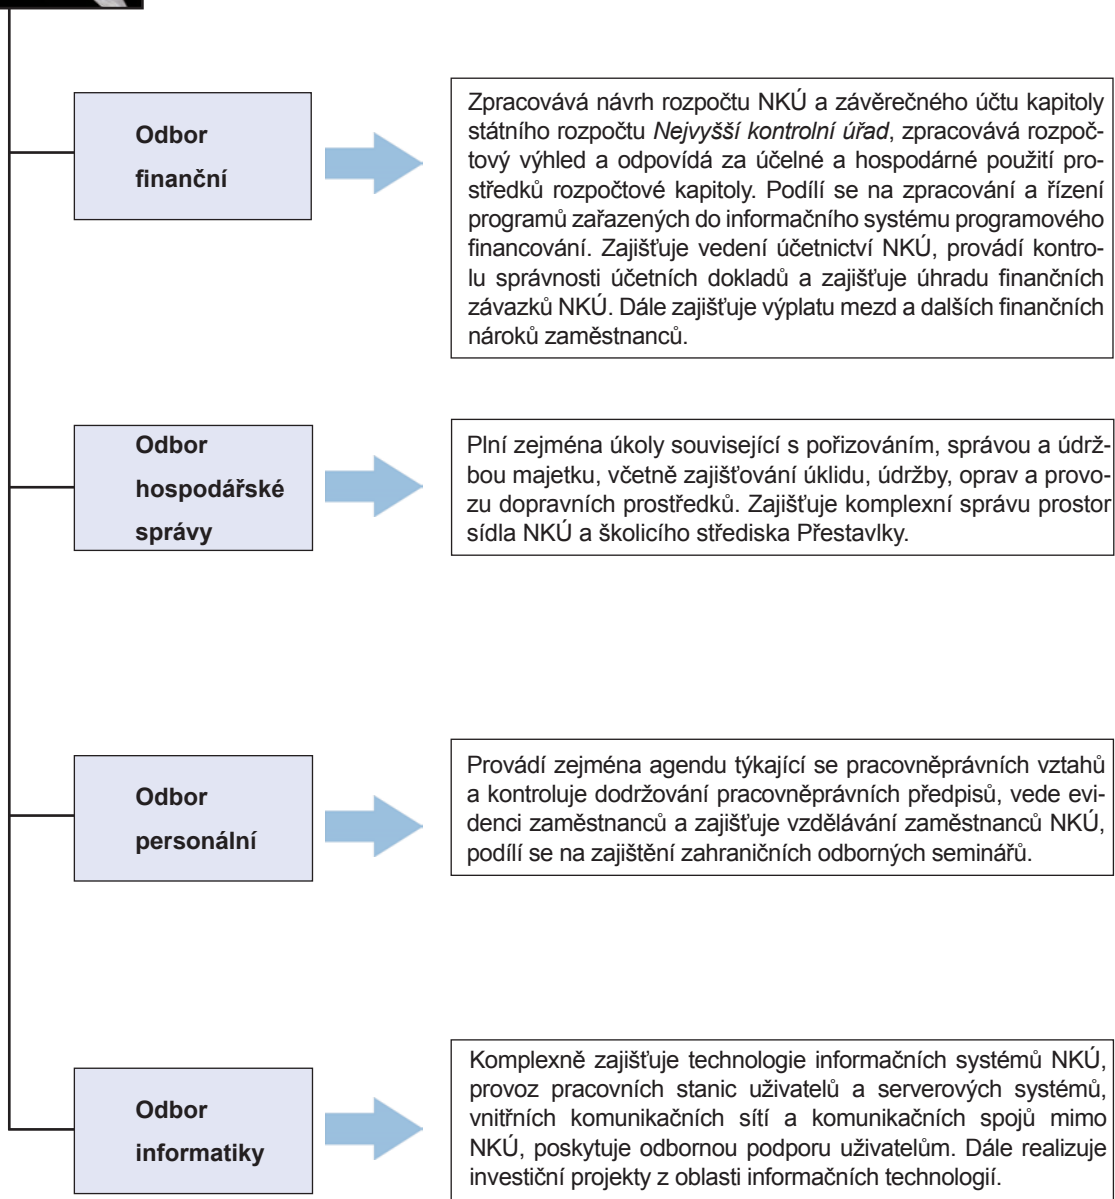 Odbor
finanční
Zpracovává návrh rozpočtu NKÚ a závěrečného účtu kapitoly
státního rozpočtu Nejvyšší kontrolní úřad, zpracovává rozpoč-
tový výhled a odpovídá za účelné a hospodárné použití pro-
středků rozpočtové kapitoly. Podílí se na zpracování a řízení
programů zařazených do informačního systému programového
financování. Zajišťuje vedení účetnictví NKÚ, provádí kontro-
lu správnosti účetních dokladů a zajišťuje úhradu finančních
závazků NKÚ. Dále zajišťuje výplatu mezd a dalších finančních
nároků zaměstnanců.
Odbor
hospodářské
správy
Plní zejména úkoly související s pořizováním, správou a údrž-
bou majetku, včetně zajišťování úklidu, údržby, oprav a provo-
zu dopravních prostředků. Zajišťuje komplexní správu prostor
sídla NKÚ a školicího střediska Přestavlky.
Odbor
personální
Provádí zejména agendu týkající se pracovněprávních vztahů
a kontroluje dodržování pracovněprávních předpisů, vede evi-
denci zaměstnanců a zajišťuje vzdělávání zaměstnanců NKÚ,
podílí se na zajištění zahraničních odborných seminářů.
Odbor
informatiky
Komplexně zajišťuje technologie informačních systémů NKÚ,
provoz pracovních stanic uživatelů a serverových systémů,
vnitřních komunikačních sítí a komunikačních spojů mimo
NKÚ, poskytuje odbornou podporu uživatelům. Dále realizuje
investiční projekty z oblasti informačních technologií.